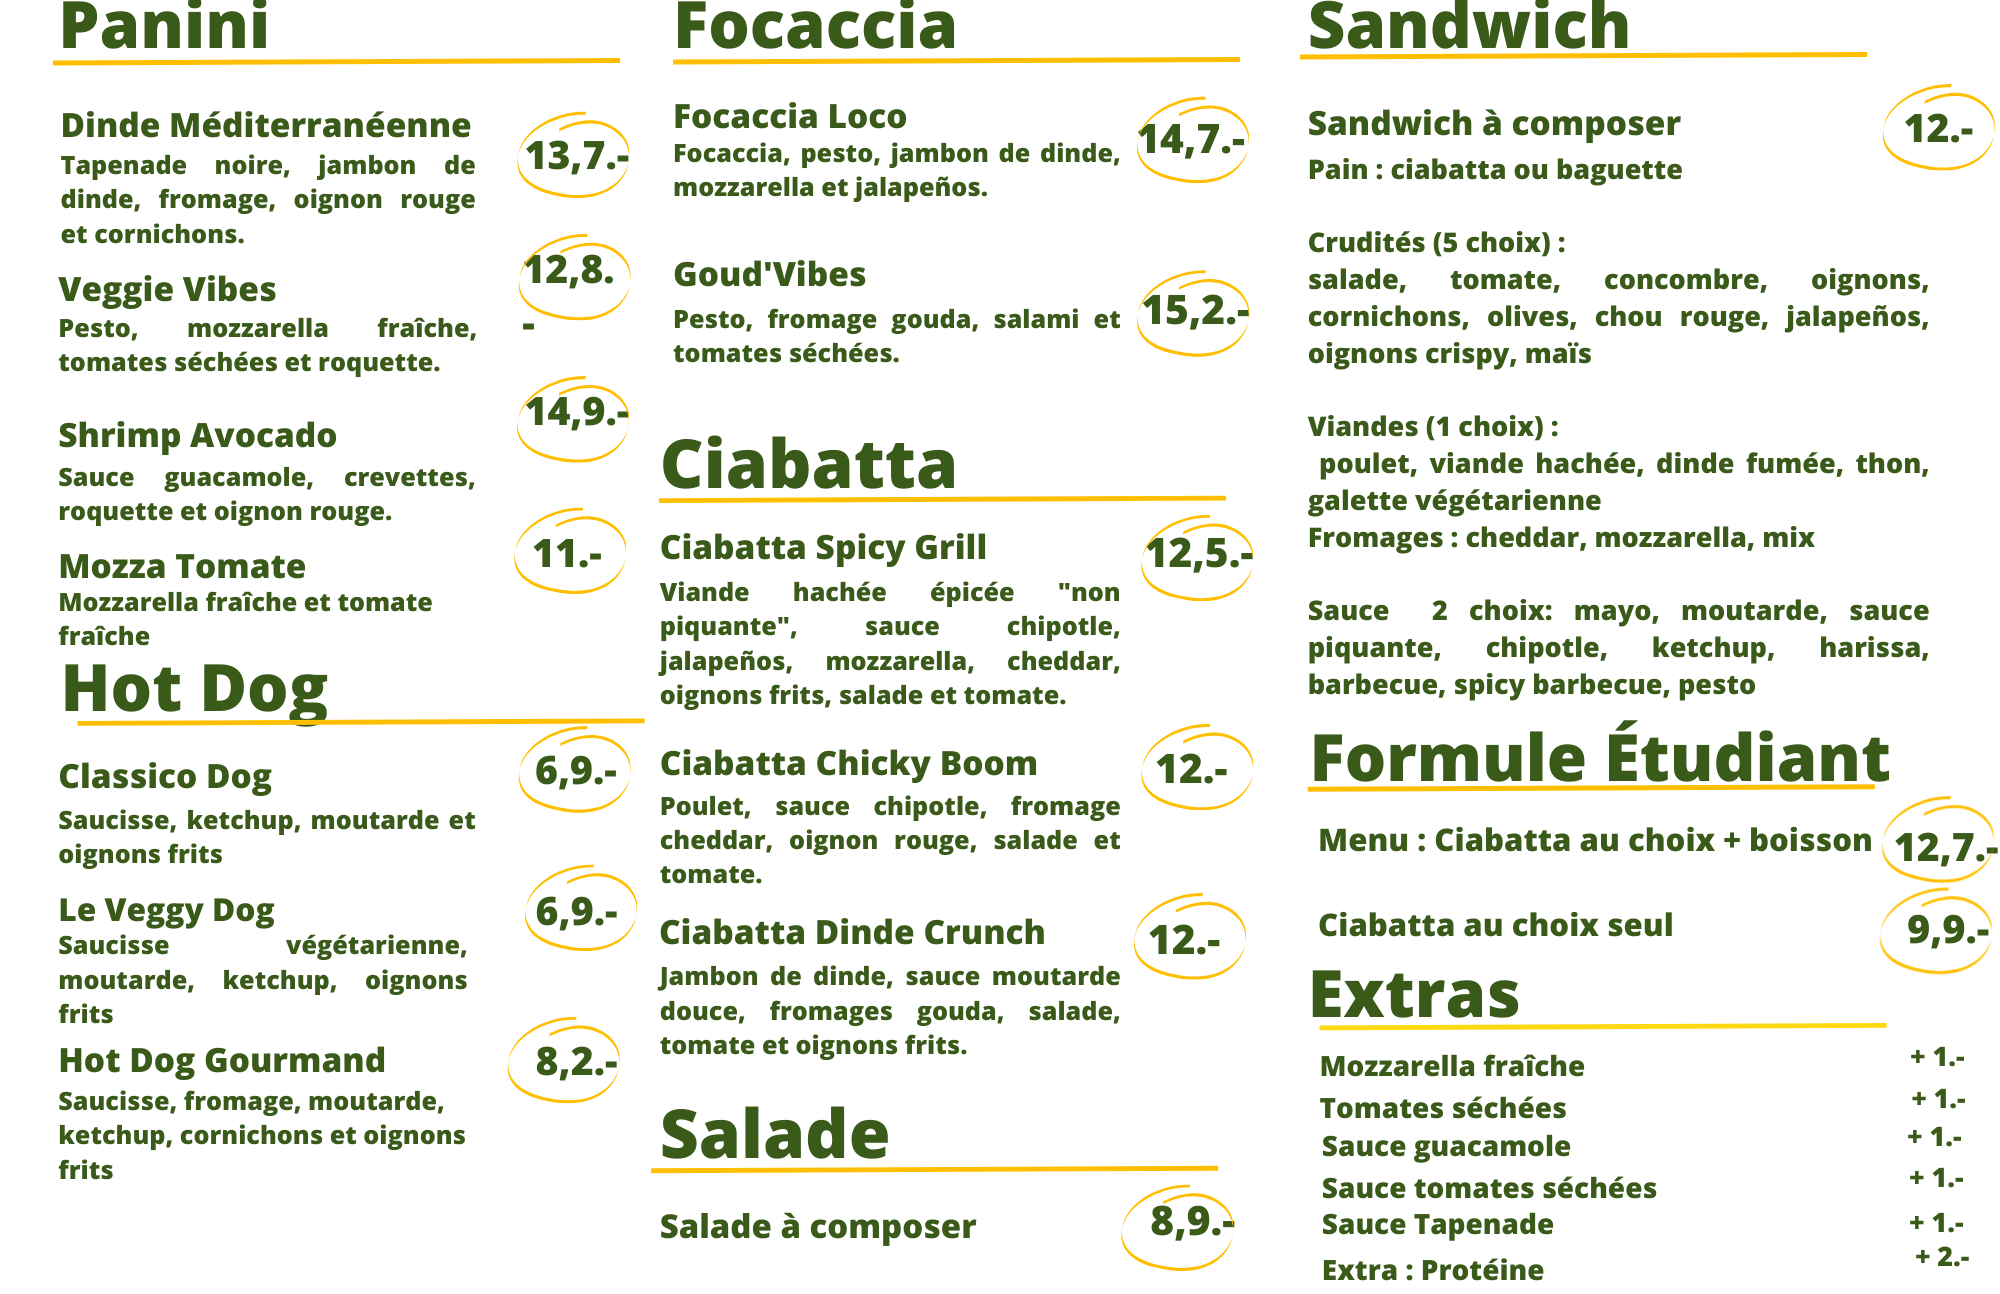 Panini
Dinde Méditerranéenne
13,7.-
Tapenade noire, jambon de
dinde, fromage, oignon rouge
et cornichons.
Veggie Vibes
12,8.
-
Pesto, mozzarella fraîche,
tomates séchées et roquette.
Shrimp Avocado
14,9.-
Sauce guacamole, crevettes,
roquette et oignon rouge.
Mozza Tomate
11.-
Mozzarella fraîche et tomate
fraîche
Hot Dog
Classico Dog
6,9.-
Saucisse, ketchup, moutarde et
oignons frits
Le Veggy Dog
6,9.-
Saucisse végétarienne,
moutarde, ketchup, oignons
frits
Hot Dog Gourmand
8,2.-
Saucisse, fromage, moutarde,
ketchup, cornichons et oignons
frits
Focaccia
Focaccia Loco
14,7.-
Focaccia, pesto, jambon de dinde,
mozzarella et jalapeños.
Goud'Vibes
15,2.-
Pesto, fromage gouda, salami et
tomates séchées.
Ciabatta
Ciabatta Spicy Grill
12,5.-
Viande hachée épicée "non
piquante", sauce chipotle,
jalapeños, mozzarella, cheddar,
oignons frits, salade et tomate.
Ciabatta Chicky Boom
12.-
Poulet, sauce chipotle, fromage
cheddar, oignon rouge, salade et
tomate.
Ciabatta Dinde Crunch
12.-
Jambon de dinde, sauce moutarde
douce, fromages gouda, salade,
tomate et oignons frits.
Salade
Salade à composer
8,9.-
Sandwich
Sandwich à composer
12.-
Pain : ciabatta ou baguette
Crudités (5 choix) :
salade, tomate, concombre, oignons,
cornichons, olives, chou rouge, jalapeños,
oignons crispy, maïs
Viandes (1 choix) :
poulet, viande hachée, dinde fumée, thon,
galette végétarienne
Fromages : cheddar, mozzarella, mix
Sauce 2 choix: mayo, moutarde, sauce
piquante, chipotle, ketchup, harissa,
barbecue, spicy barbecue, pesto
Formule Étudiant
Menu : Ciabatta au choix + boisson
12,7.-
Ciabatta au choix seul
9,9.-
Extras
Mozzarella fraîche + 1.-
Tomates séchées + 1.-
Sauce guacamole + 1.-
Sauce tomates séchées + 1.-
Sauce Tapenade + 1.-
Extra : Protéine + 2.-